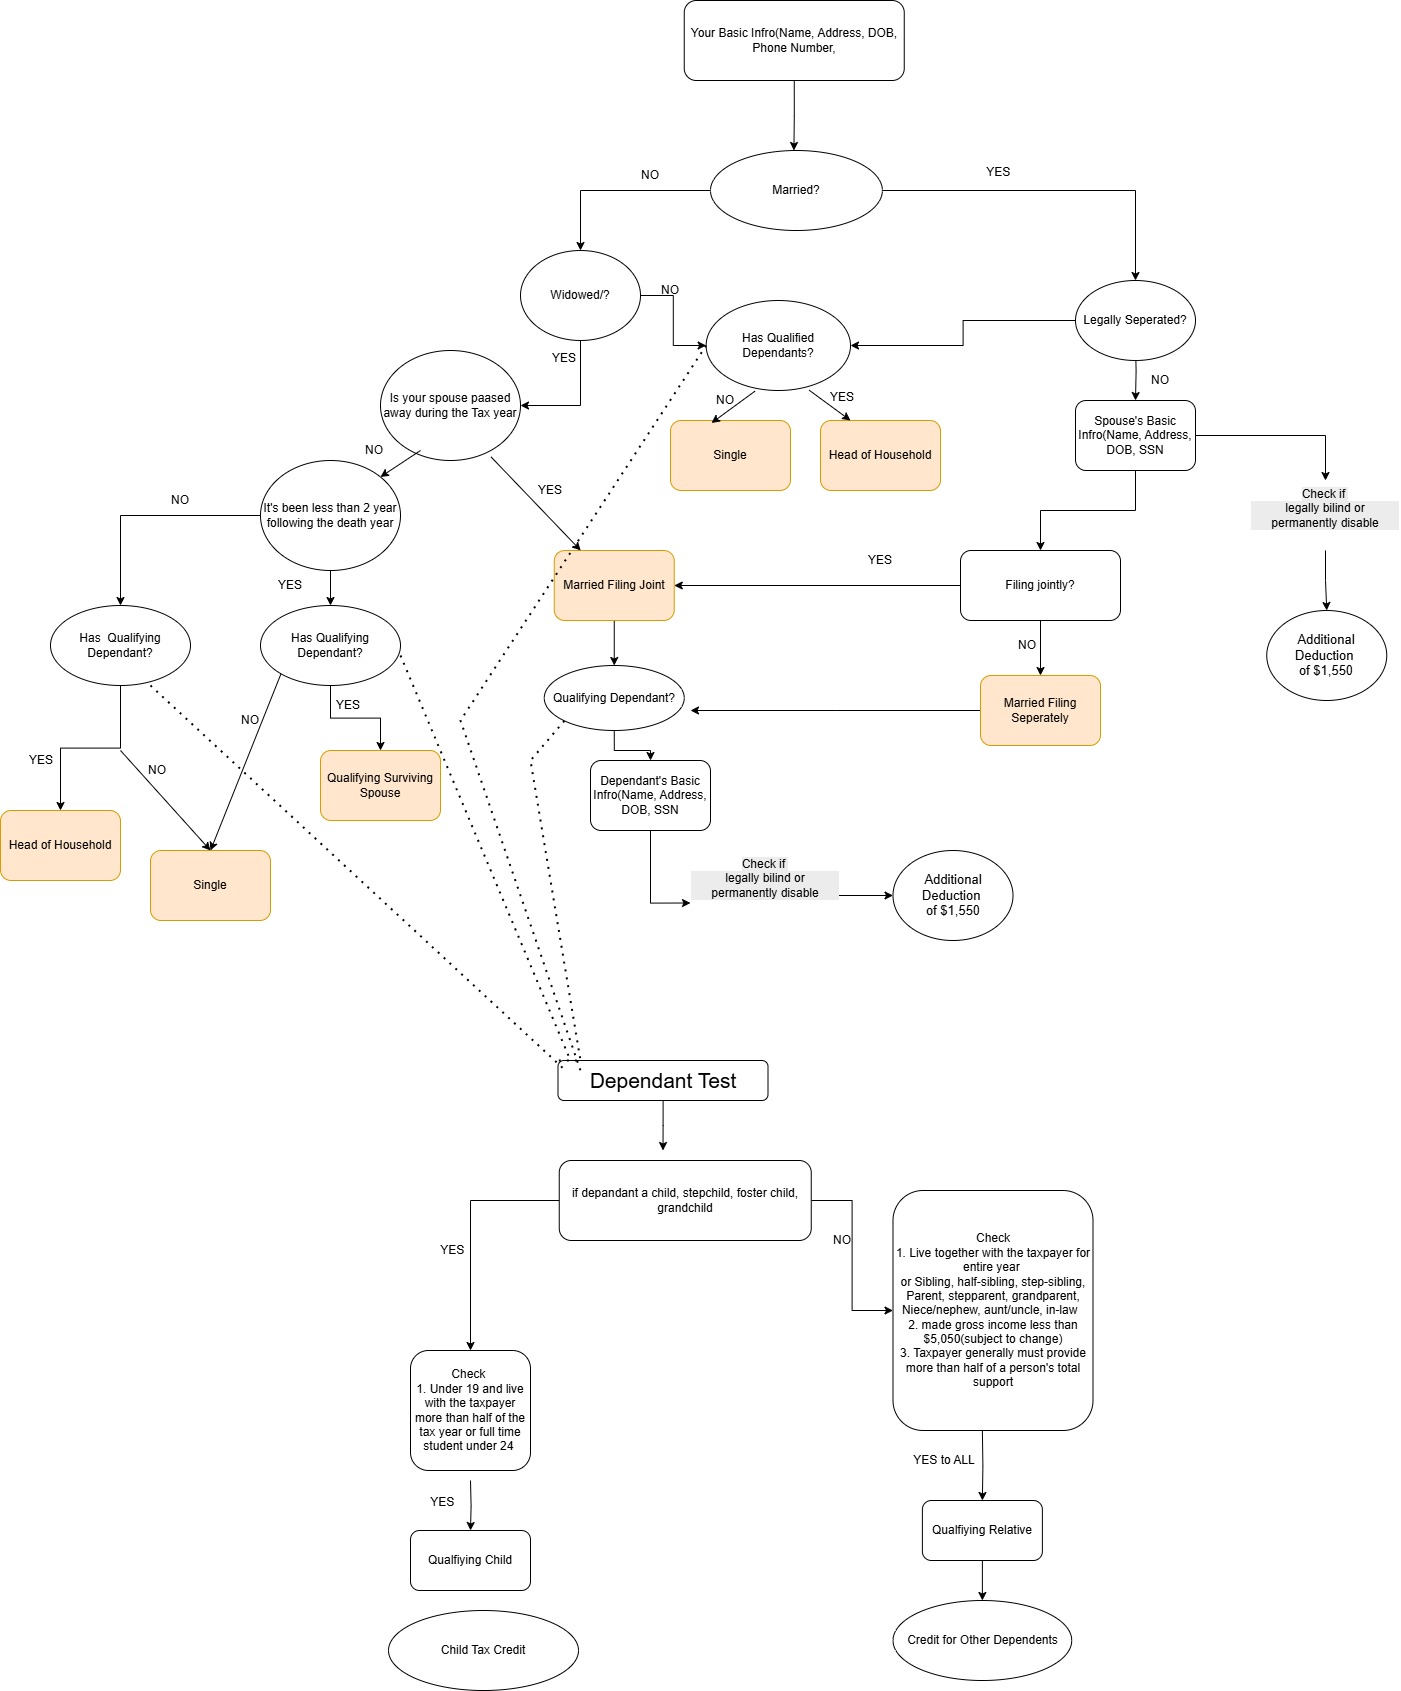 Your Basic Infro(Name, Address, DOB,
Phone Number,
NO
YES
Married?
Widowed/?
NO
Has Qualified
Dependants?
Legally Seperated?
YES
NO
Is your spouse paased
away during the Tax year
NO
YES
Spouse's Basic
Infro(Name, Address,
DOB, SSN
Single
Head of Household
NO
YES
Check if
legally bilind or
permanently disable
NO
It's been less than 2 year
following the death year
YES
YES
Married Filing Joint
Filing jointly?
Has  Qualifying
Dependant?
Has Qualifying
Dependant?
NO
Additional
Deduction
of $1,550
Qualifying Dependant?
Married Filing
Seperately
YES
NO
YES
NO
Qualifying Surviving
Spouse
Dependant's Basic
Infro(Name, Address,
DOB, SSN
Head of Household
Single
Check if
legally bilind or
permanently disable
Additional
Deduction
of $1,550
Dependant Test
if depandant a child, stepchild, foster child,
grandchild
YES
NO
Check
1. Live together with the taxpayer for
entire year
or Sibling, half-sibling, step-sibling,
Parent, stepparent, grandparent,
Niece/nephew, aunt/uncle, in-law
2. made gross income less than
$5,050(subject to change)
3. Taxpayer generally must provide
more than half of a person's total
support
Check
1. Under 19 and live
with the taxpayer
more than half of the
tax year or full time
student under 24
YES to ALL
YES
Qualfiying Relative
Qualfiying Child
Credit for Other Dependents
Child Tax Credit